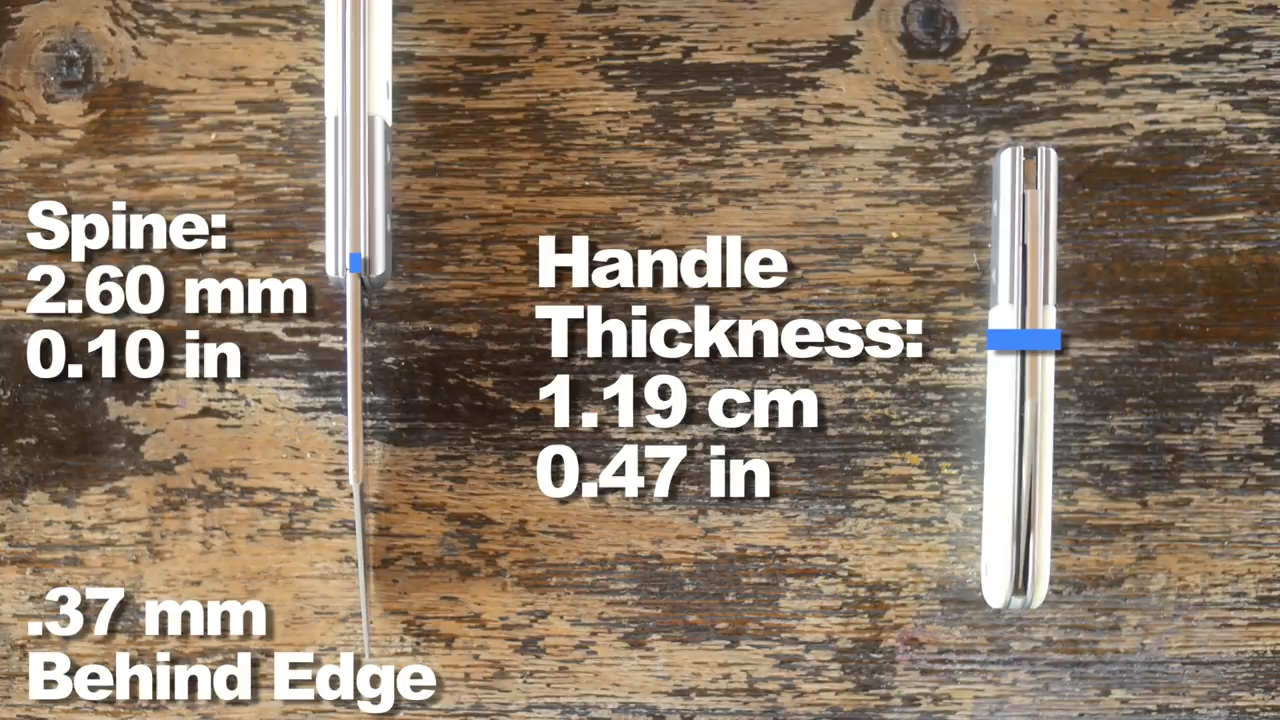 Spine:
2.60 mm
0.10 in
Handle
Thickness:
1.19 cm
0.47 in
.37 mm
Behind Edge